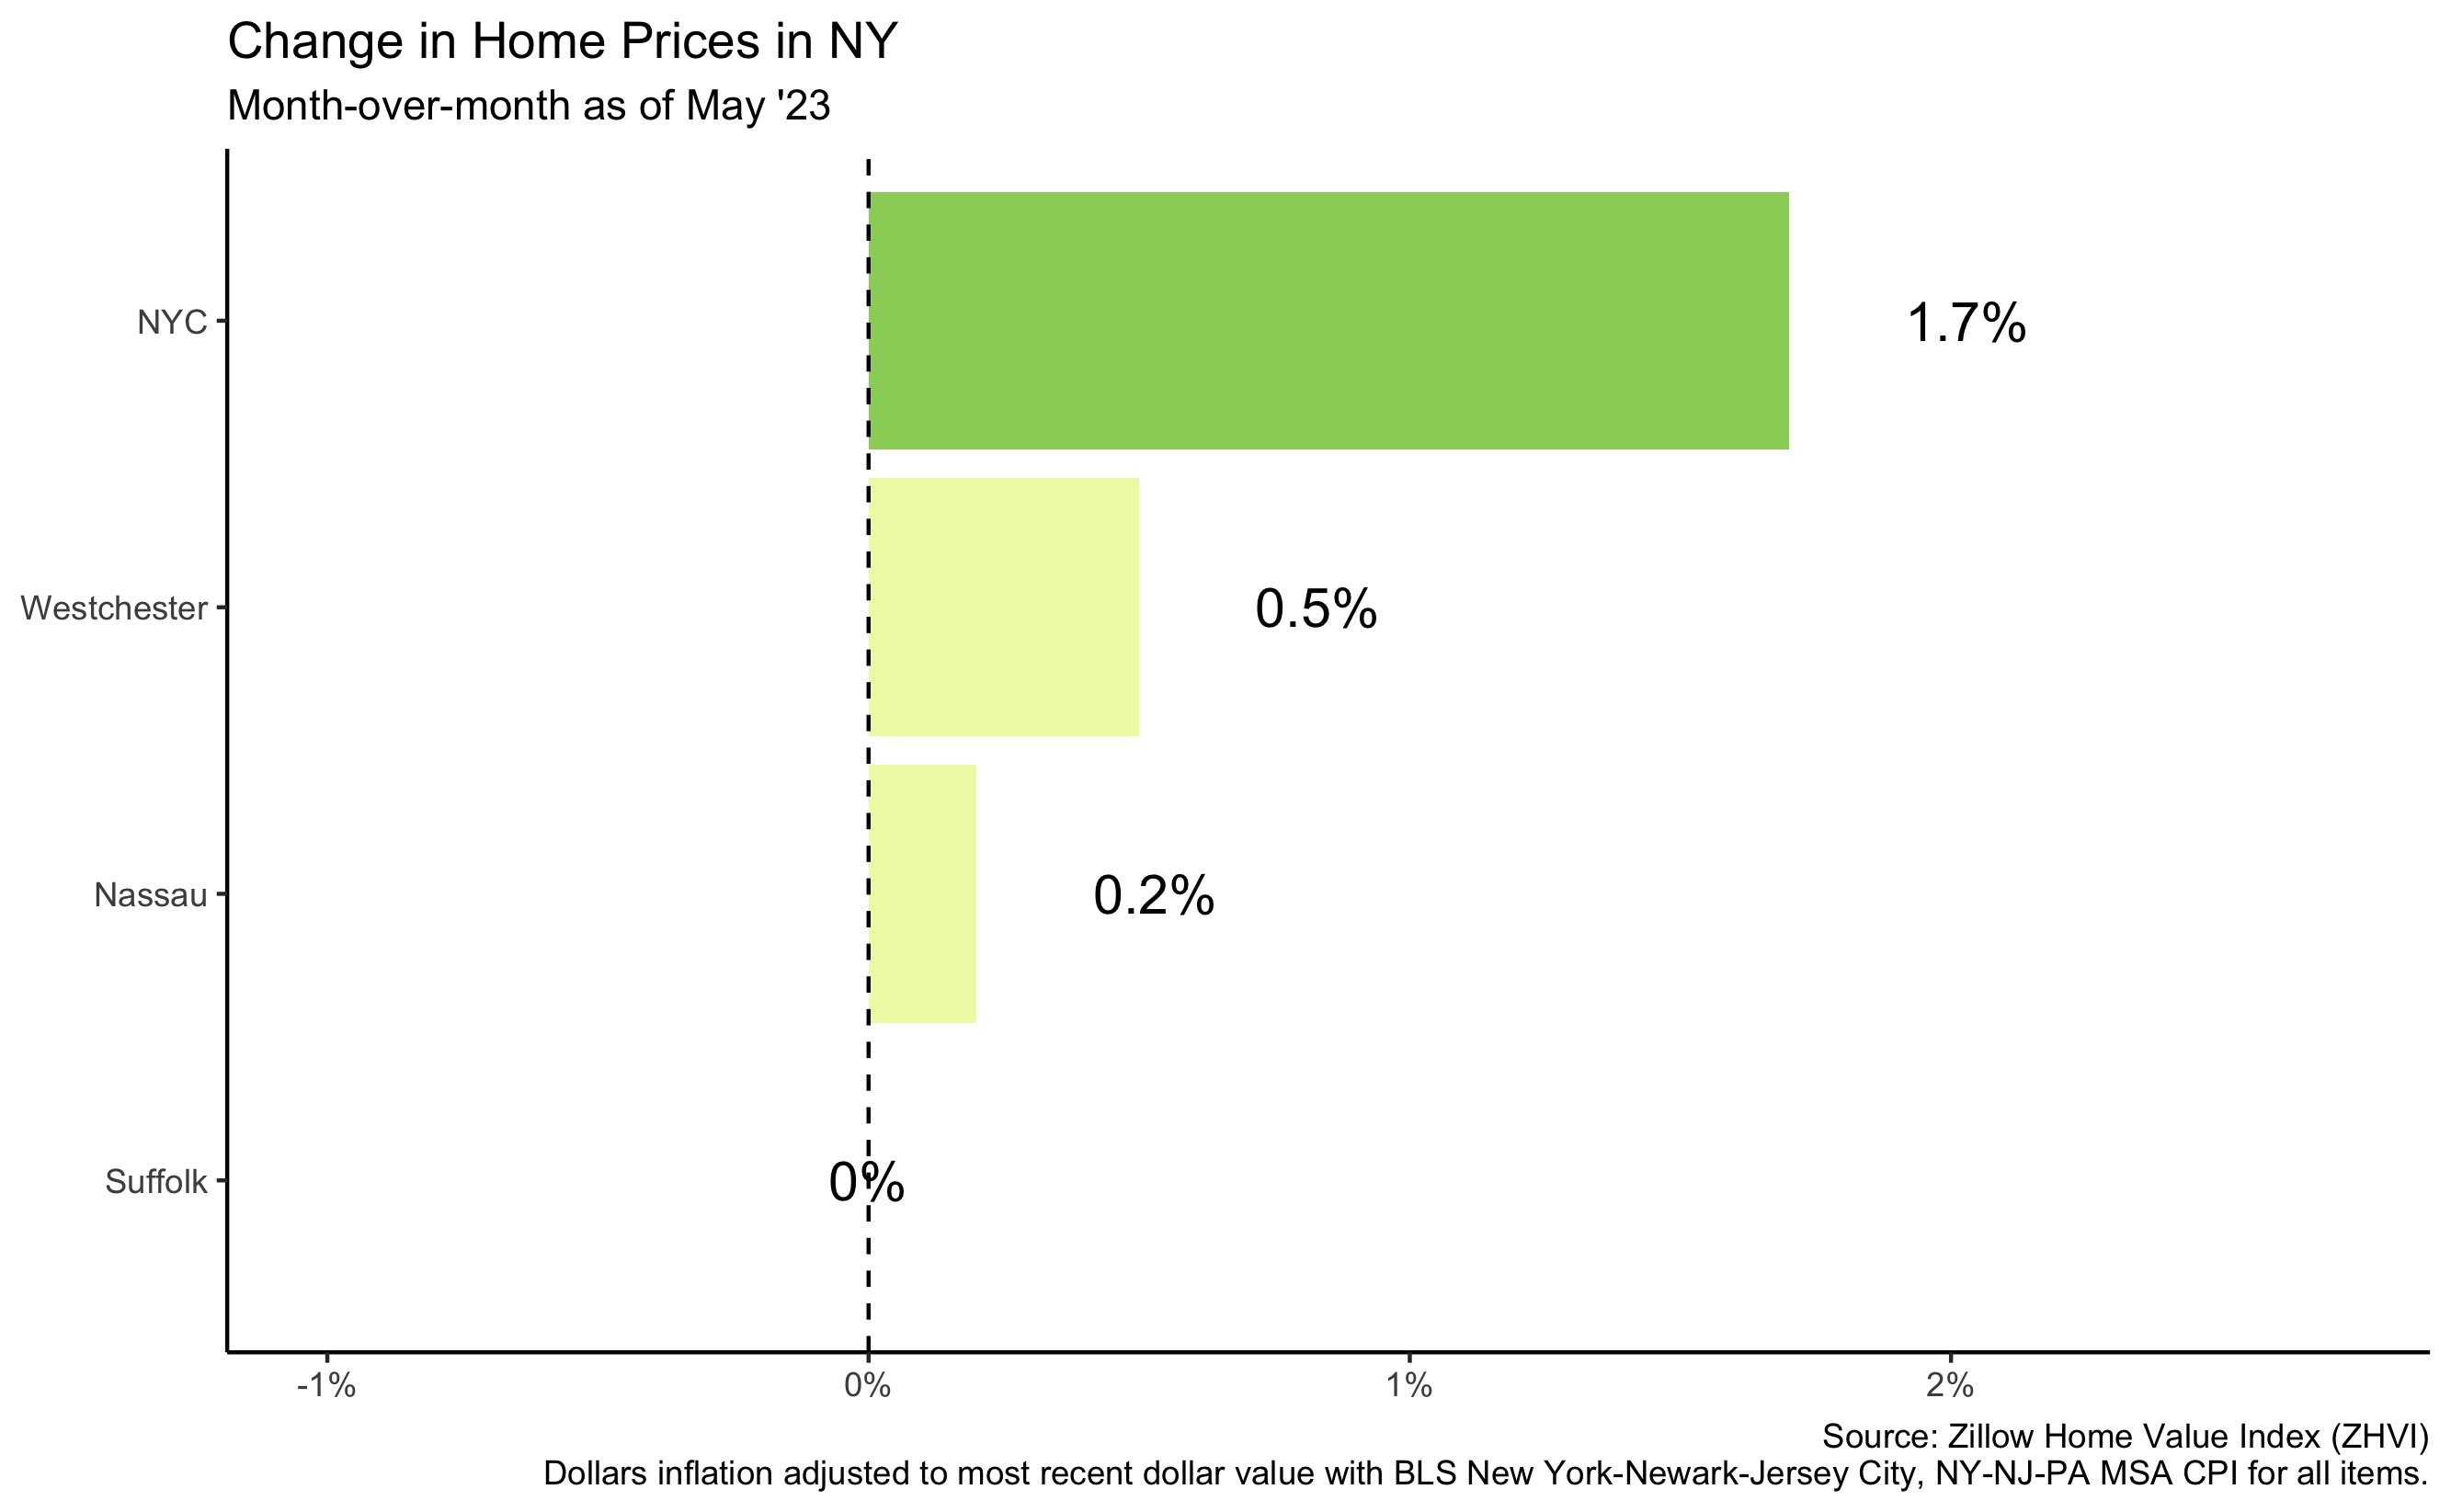 Change in Home Prices in NY
Month-over-month as of May '23
NYC
1.7%
Westchester
0.5%
Nassau
0.2%
Suffolk
0%
-1%
0%
1%
2%
Source: Zillow Home Value Index (ZHVI)
Dollars inflation adjusted to most recent dollar value with BLS New York-Newark-Jersey City, NY-NJ-PA MSA CPI for all items.